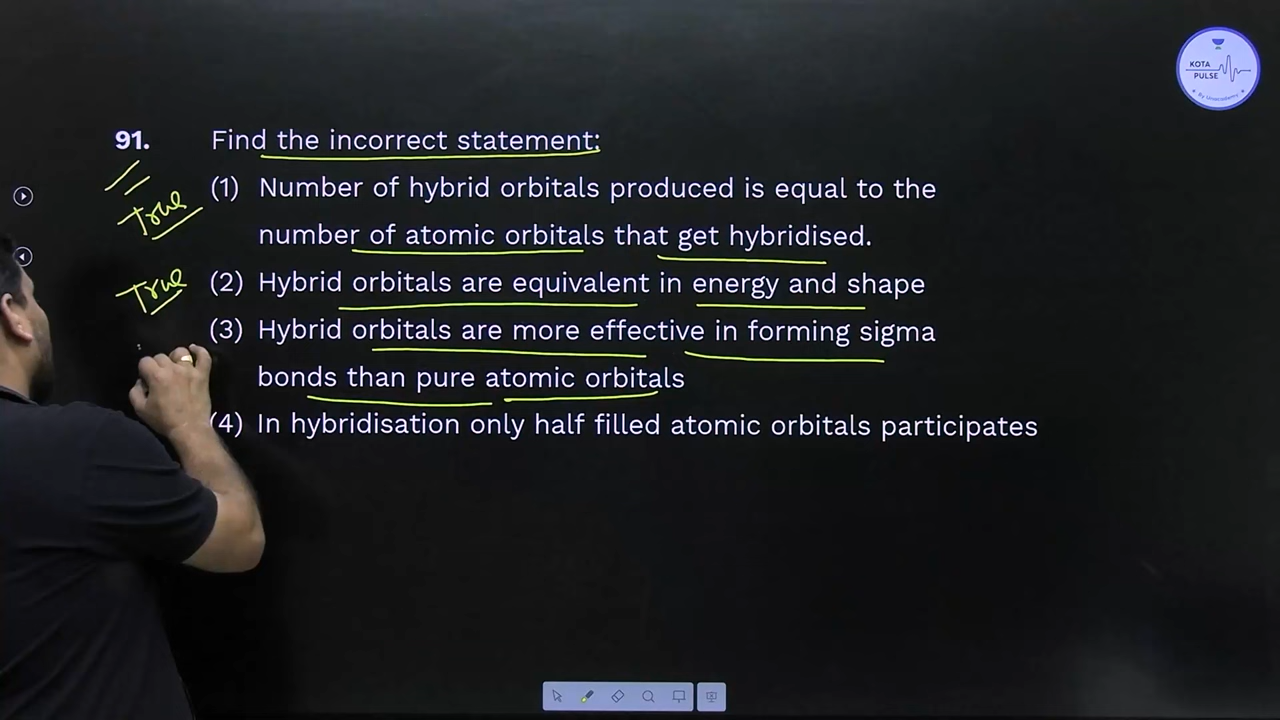 KOTA
PULSE
By Unacademy
91. Find the incorrect statement:
(1) Number of hybrid orbitals produced is equal to the
True
number of atomic orbitals that get hybridised.
True (2) Hybrid orbitals are equivalent in energy and shape
(3) Hybrid orbitals are more effective in forming sigma
bonds than pure atomic orbitals
(4) In hybridisation only half filled atomic orbitals participates